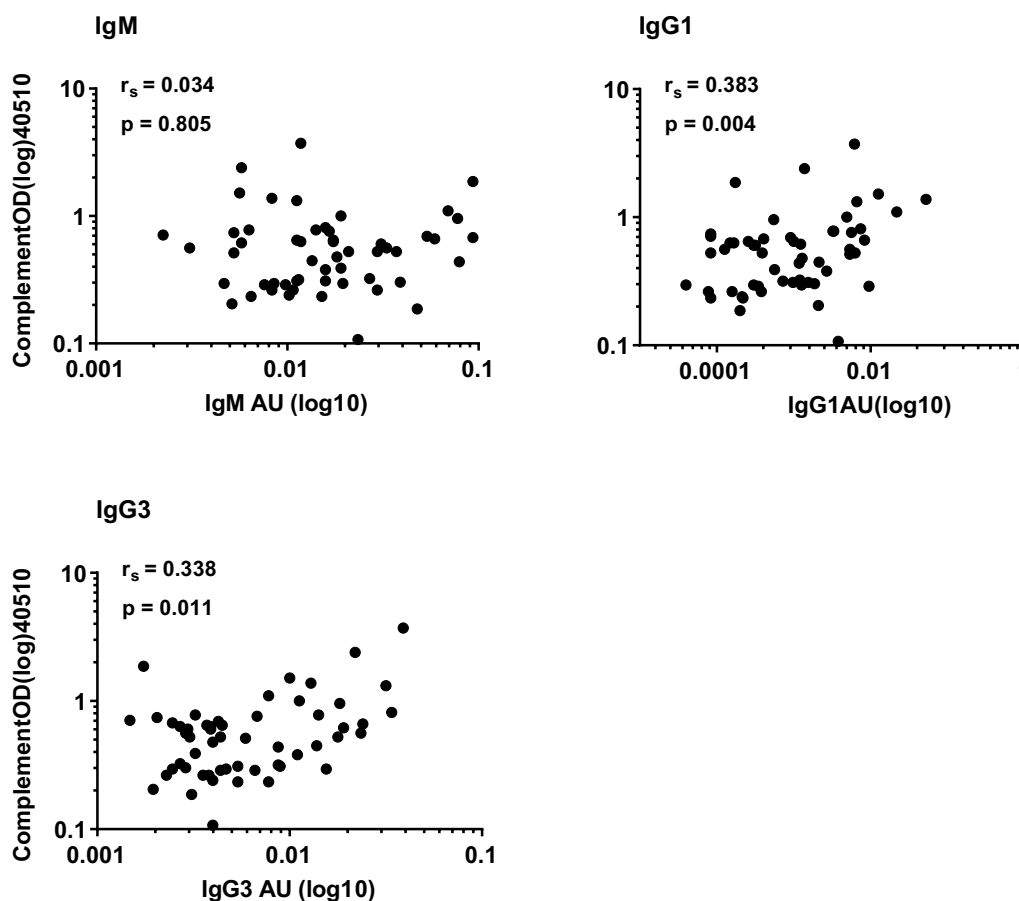 IgM
r_s = 0.034
p = 0.805
ComplementOD(log)40510
10
1
0.1
0.001
0.01
0.1
IgM AU (log10)
IgG1
r_s = 0.383
p = 0.004
10
1
0.1
0.0001
0.01
IgG1AU(log10)
IgG3
r_s = 0.338
p = 0.011
ComplementOD(log)40510
10
1
0.1
0.001
0.01
0.1
IgG3 AU (log10)